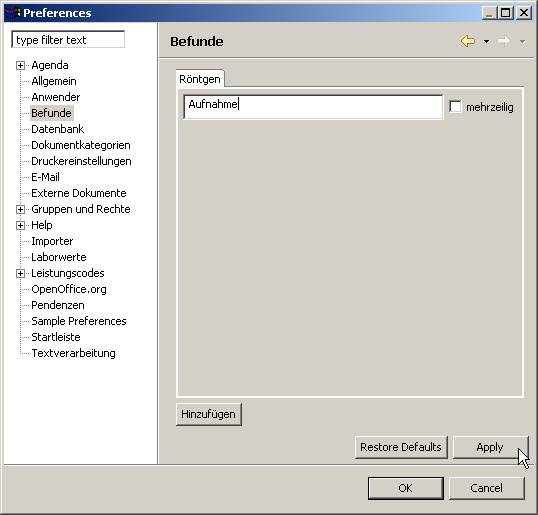 Preferences
type filter text
Agenda
Allgemein
Anwender
Befunde
Datenbank
Dokumentkategorien
Druckereinstellungen
E-Mail
Externe Dokumente
Gruppen und Rechte
Help
Importer
Laborwerte
Leistungscodes
OpenOffice.org
Pendenzen
Sample Preferences
Startleiste
Textverarbeitung
Befunde
Röntgen
Aufnahme
mehrzeilig
Hinzufügen
Restore Defaults
Apply
OK
Cancel